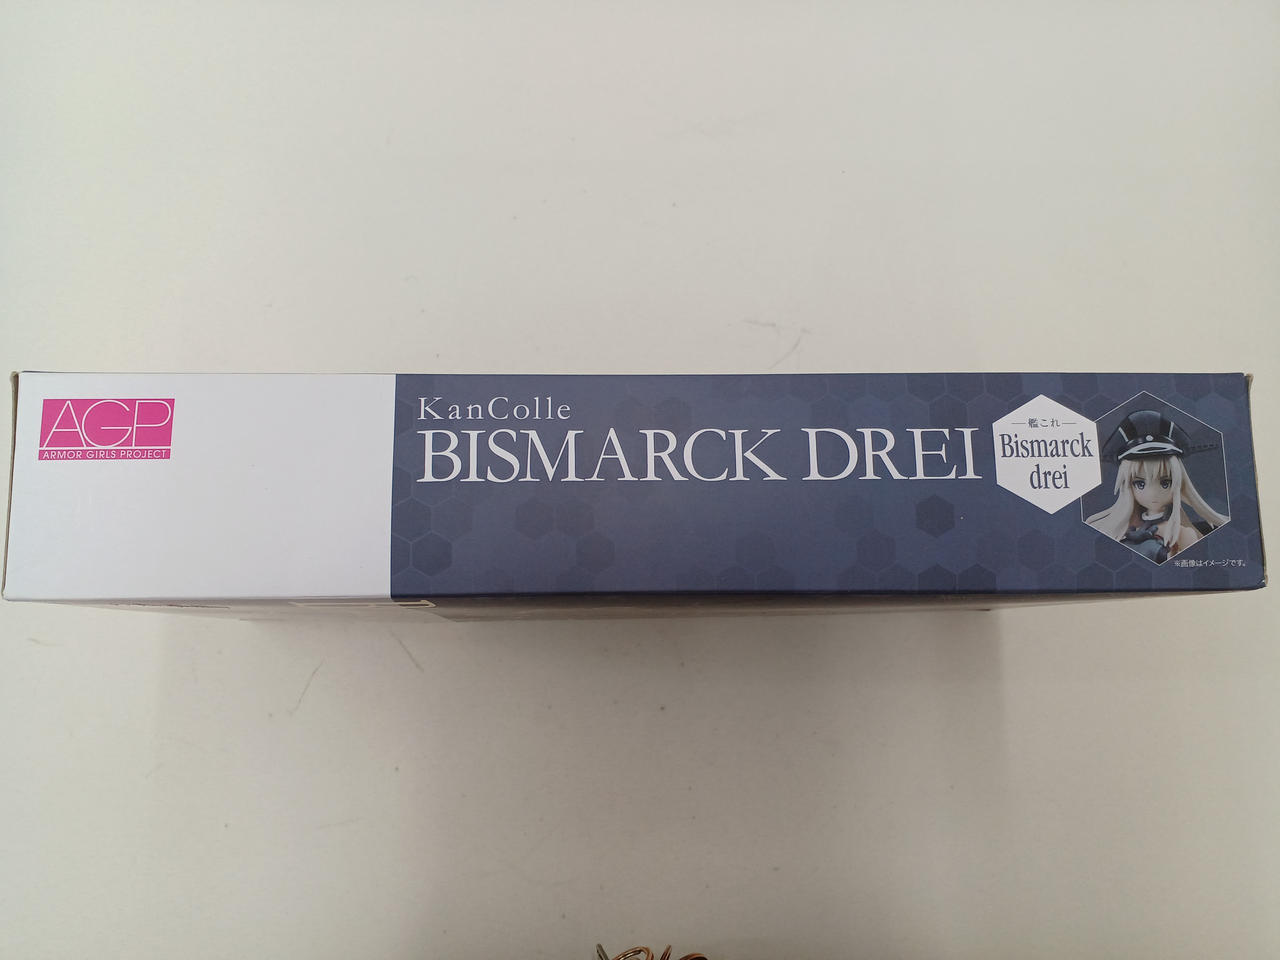 AGP
ARMOR GIRLS PROJECT
KanColle
BISMARCK DREI
艦これ
Bismarck
drei
※画像はイメージです。